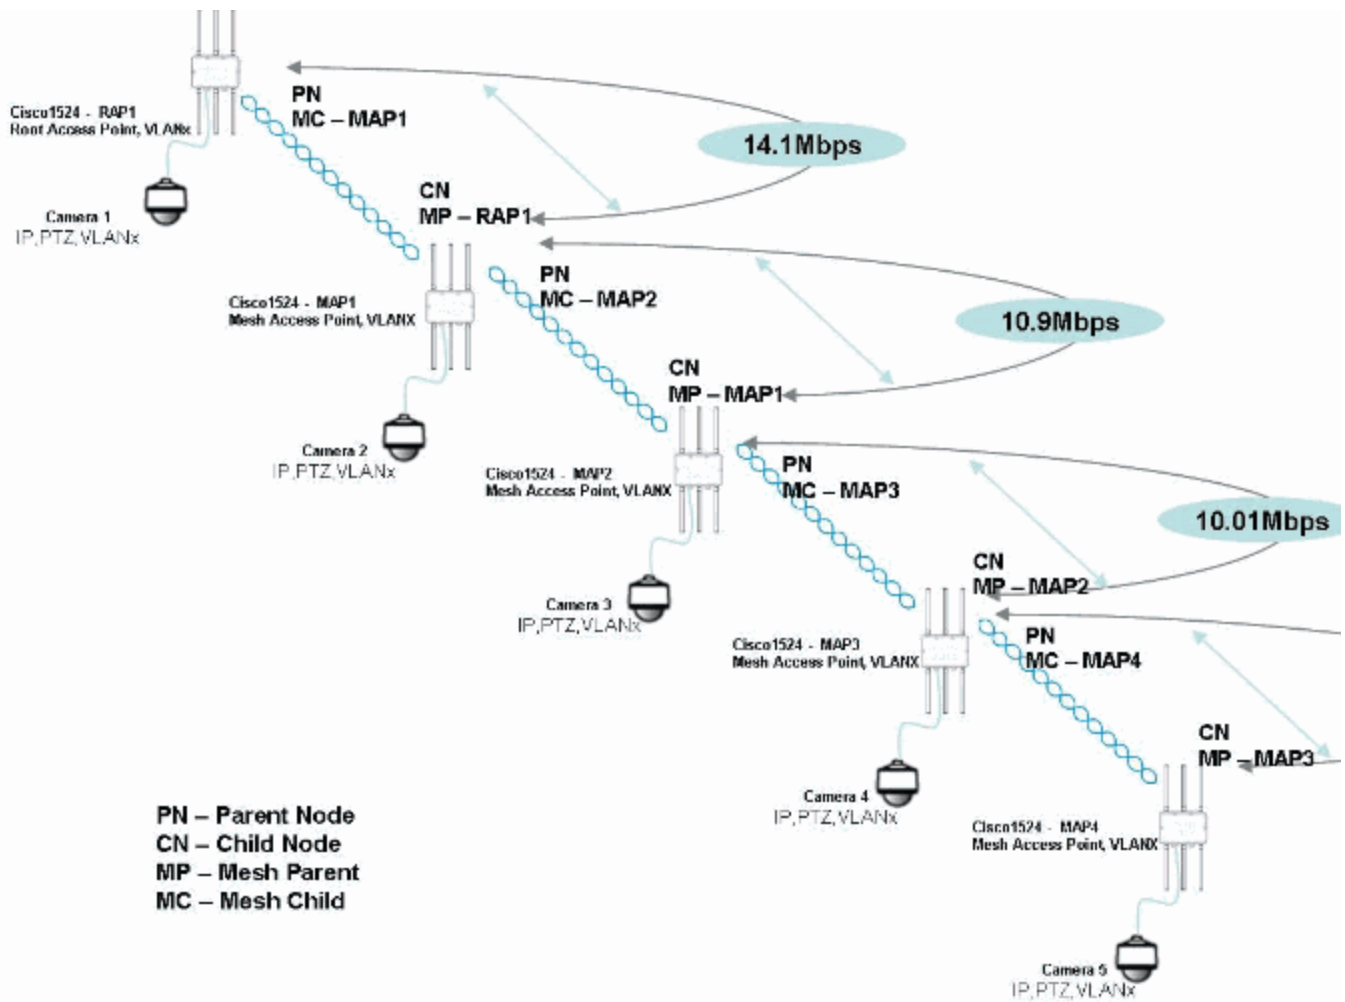 Cisco1524 - RAP1
Root Access Point, VLANx
PN
MC – MAP1
14.1Mbps
Camera 1
IP,PTZ,VLANx
CN
MP – RAP1
Cisco1524 - MAP1
Mesh Access Point, VLANX
PN
MC – MAP2
10.9Mbps
CN
MP – MAP1
Camera 2
IP,PTZ,VLANx
Cisco1524 - MAP2
Mesh Access Point, VLANX
PN
MC – MAP3
10.01Mbps
CN
MP – MAP2
Camera 3
IP,PTZ,VLANx
Cisco1524 - MAP3
Mesh Access Point, VLANX
PN
MC – MAP4
CN
MP – MAP3
Camera 4
IP,PTZ,VLANx
Cisco1524 - MAP4
Mesh Access Point, VLANX
PN – Parent Node
CN – Child Node
MP – Mesh Parent
MC – Mesh Child
Camera 5
IP,PTZ,VLANx